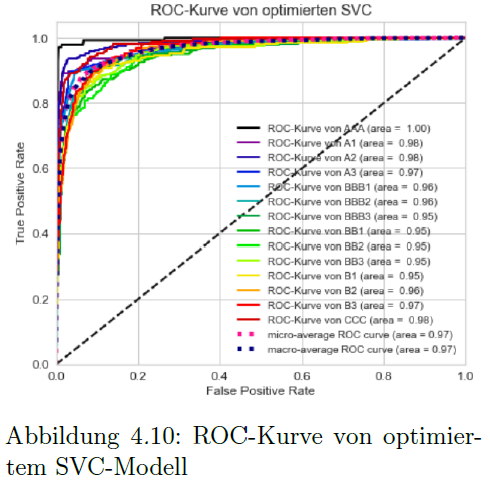 ROC-Kurve von optimierten SVC
1.0
0.8
0.6
0.4
0.2
0.0
True Positive Rate
ROC-Kurve von AAA (area = 1.00)
ROC-Kurve von A1 (area = 0.98)
ROC-Kurve von A2 (area = 0.98)
ROC-Kurve von A3 (area = 0.97)
ROC-Kurve von BBB1 (area = 0.96)
ROC-Kurve von BBB2 (area = 0.96)
ROC-Kurve von BBB3 (area = 0.95)
ROC-Kurve von BB1 (area = 0.95)
ROC-Kurve von BB2 (area = 0.95)
ROC-Kurve von BB3 (area = 0.95)
ROC-Kurve von B1 (area = 0.95)
ROC-Kurve von B2 (area = 0.96)
ROC-Kurve von B3 (area = 0.97)
ROC-Kurve von CCC (area = 0.98)
micro-average ROC curve (area = 0.97)
macro-average ROC curve (area = 0.97)
0.0 0.2 0.4 0.6 0.8 1.0
False Positive Rate
Abbildung 4.10: ROC-Kurve von optimier-
tem SVC-Modell